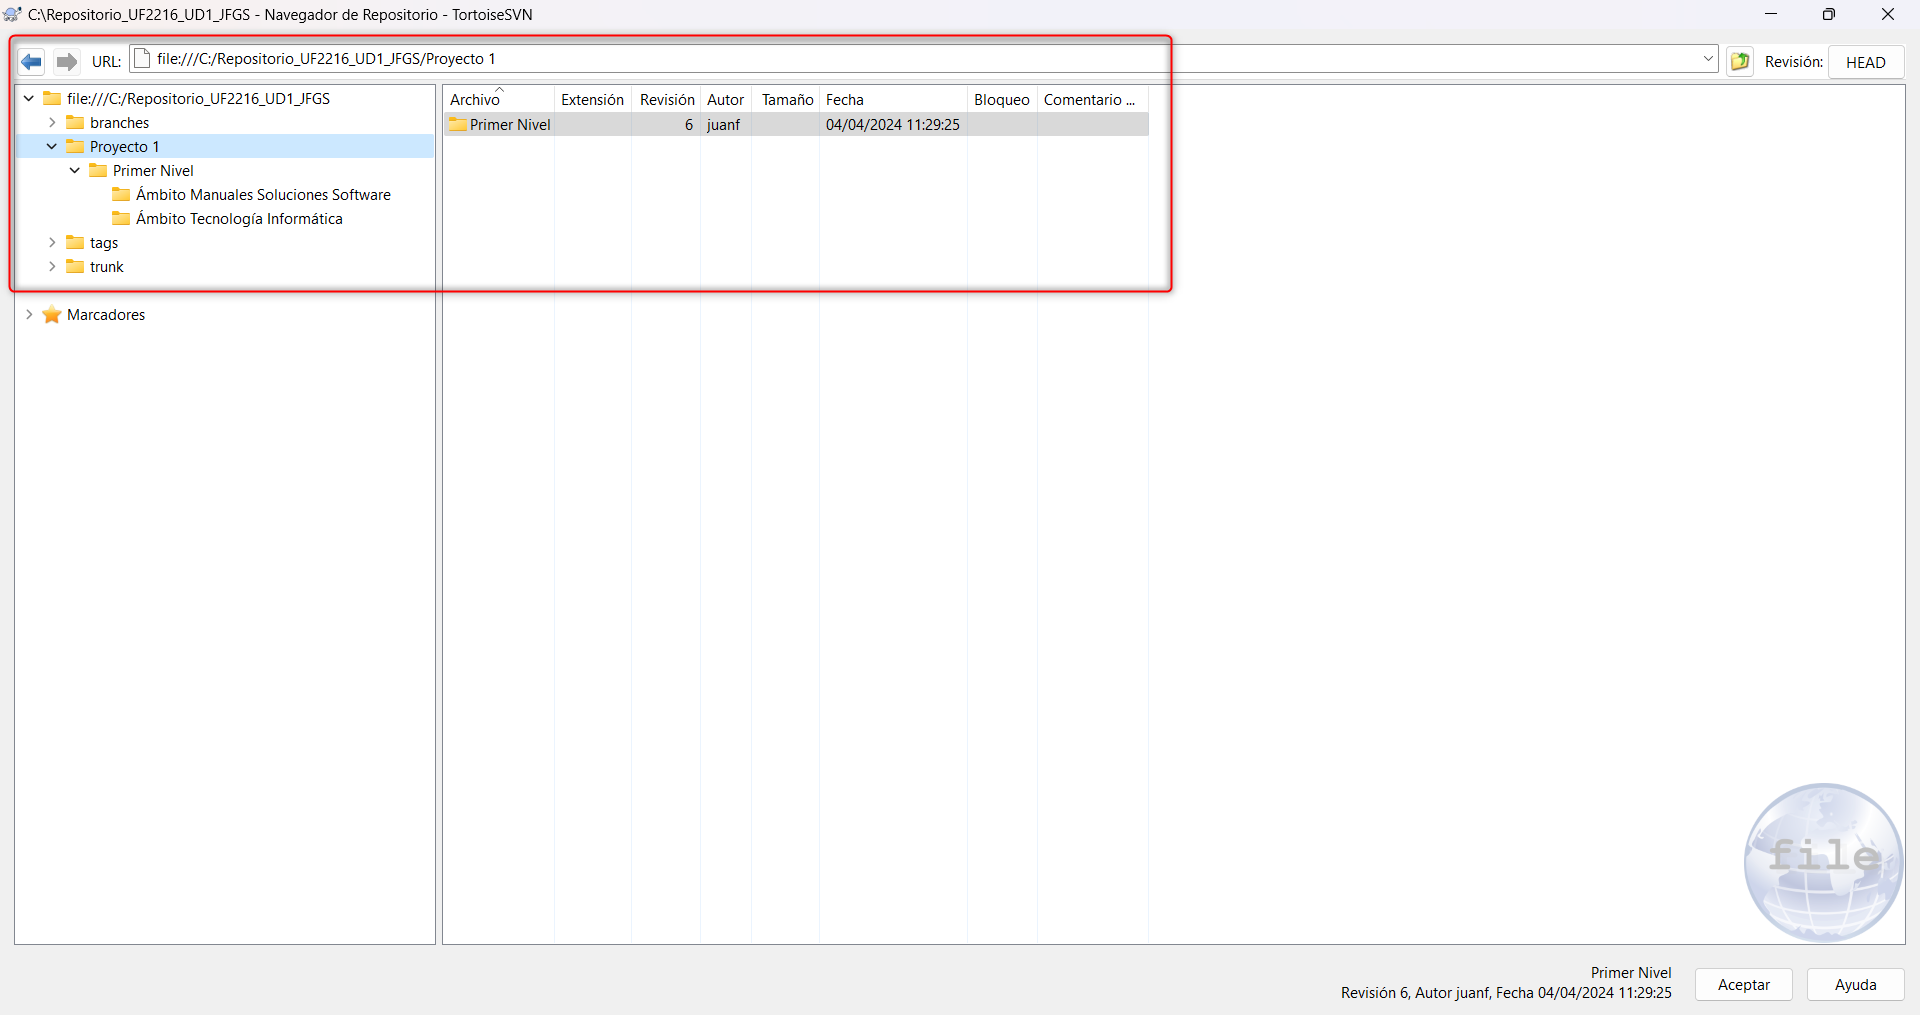 C:\Repositorio_UF2216_UD1_JFGS - Navegador de Repositorio - TortoiseSVN
URL: file:///C:/Repositorio_UF2216_UD1_JFGS/Proyecto 1 Revisión: HEAD
file:///C:/Repositorio_UF2216_UD1_JFGS
branches
Proyecto 1
Primer Nivel
Ámbito Manuales Soluciones Software
Ámbito Tecnología Informática
tags
trunk
Marcadores
Archivo Extensión Revisión Autor Tamaño Fecha Bloqueo Comentario ...
Primer Nivel 6 juanf 04/04/2024 11:29:25
file
Primer Nivel
Revisión 6, Autor juanf, Fecha 04/04/2024 11:29:25
Aceptar Ayuda